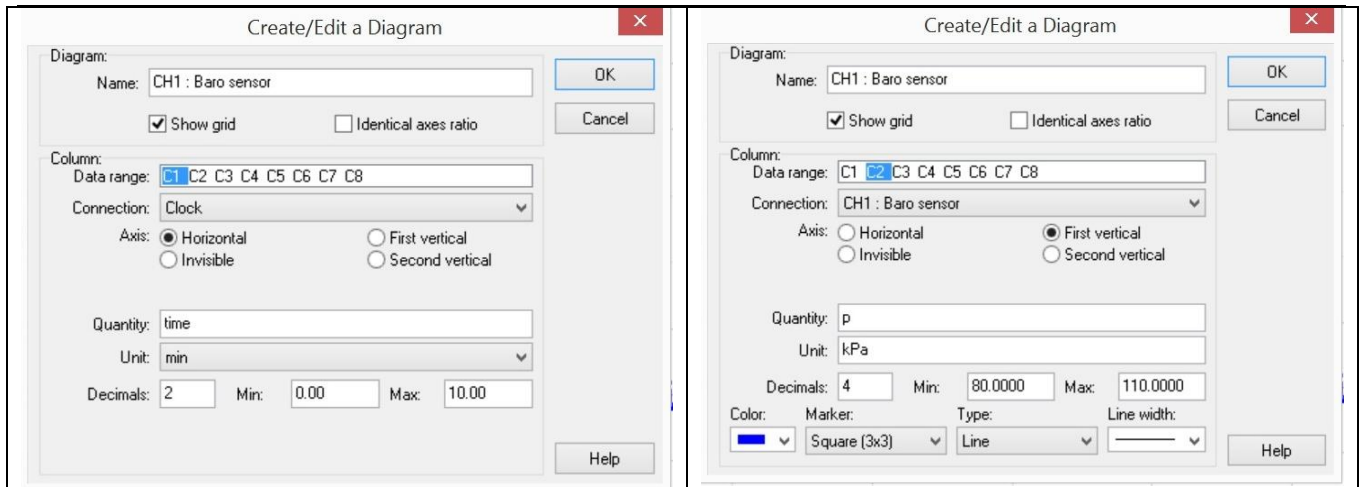 Create/Edit a Diagram
Diagram:
Name: CH1 : Baro sensor
OK
Show grid Identical axes ratio
Cancel
Column:
Data range: C1 C2 C3 C4 C5 C6 C7 C8
Connection: Clock
Axis: Horizontal First vertical
Invisible Second vertical
Quantity: time
Unit: min
Decimals: 2 Min: 0.00 Max: 10.00
Help
Create/Edit a Diagram
Diagram:
Name: CH1 : Baro sensor
OK
Show grid Identical axes ratio
Cancel
Column:
Data range: C1 C2 C3 C4 C5 C6 C7 C8
Connection: CH1 : Baro sensor
Axis: Horizontal First vertical
Invisible Second vertical
Quantity: p
Unit: kPa
Decimals: 4 Min: 80.0000 Max: 110.0000
Color: Marker: Type: Line width:
Square (3x3) Line
Help